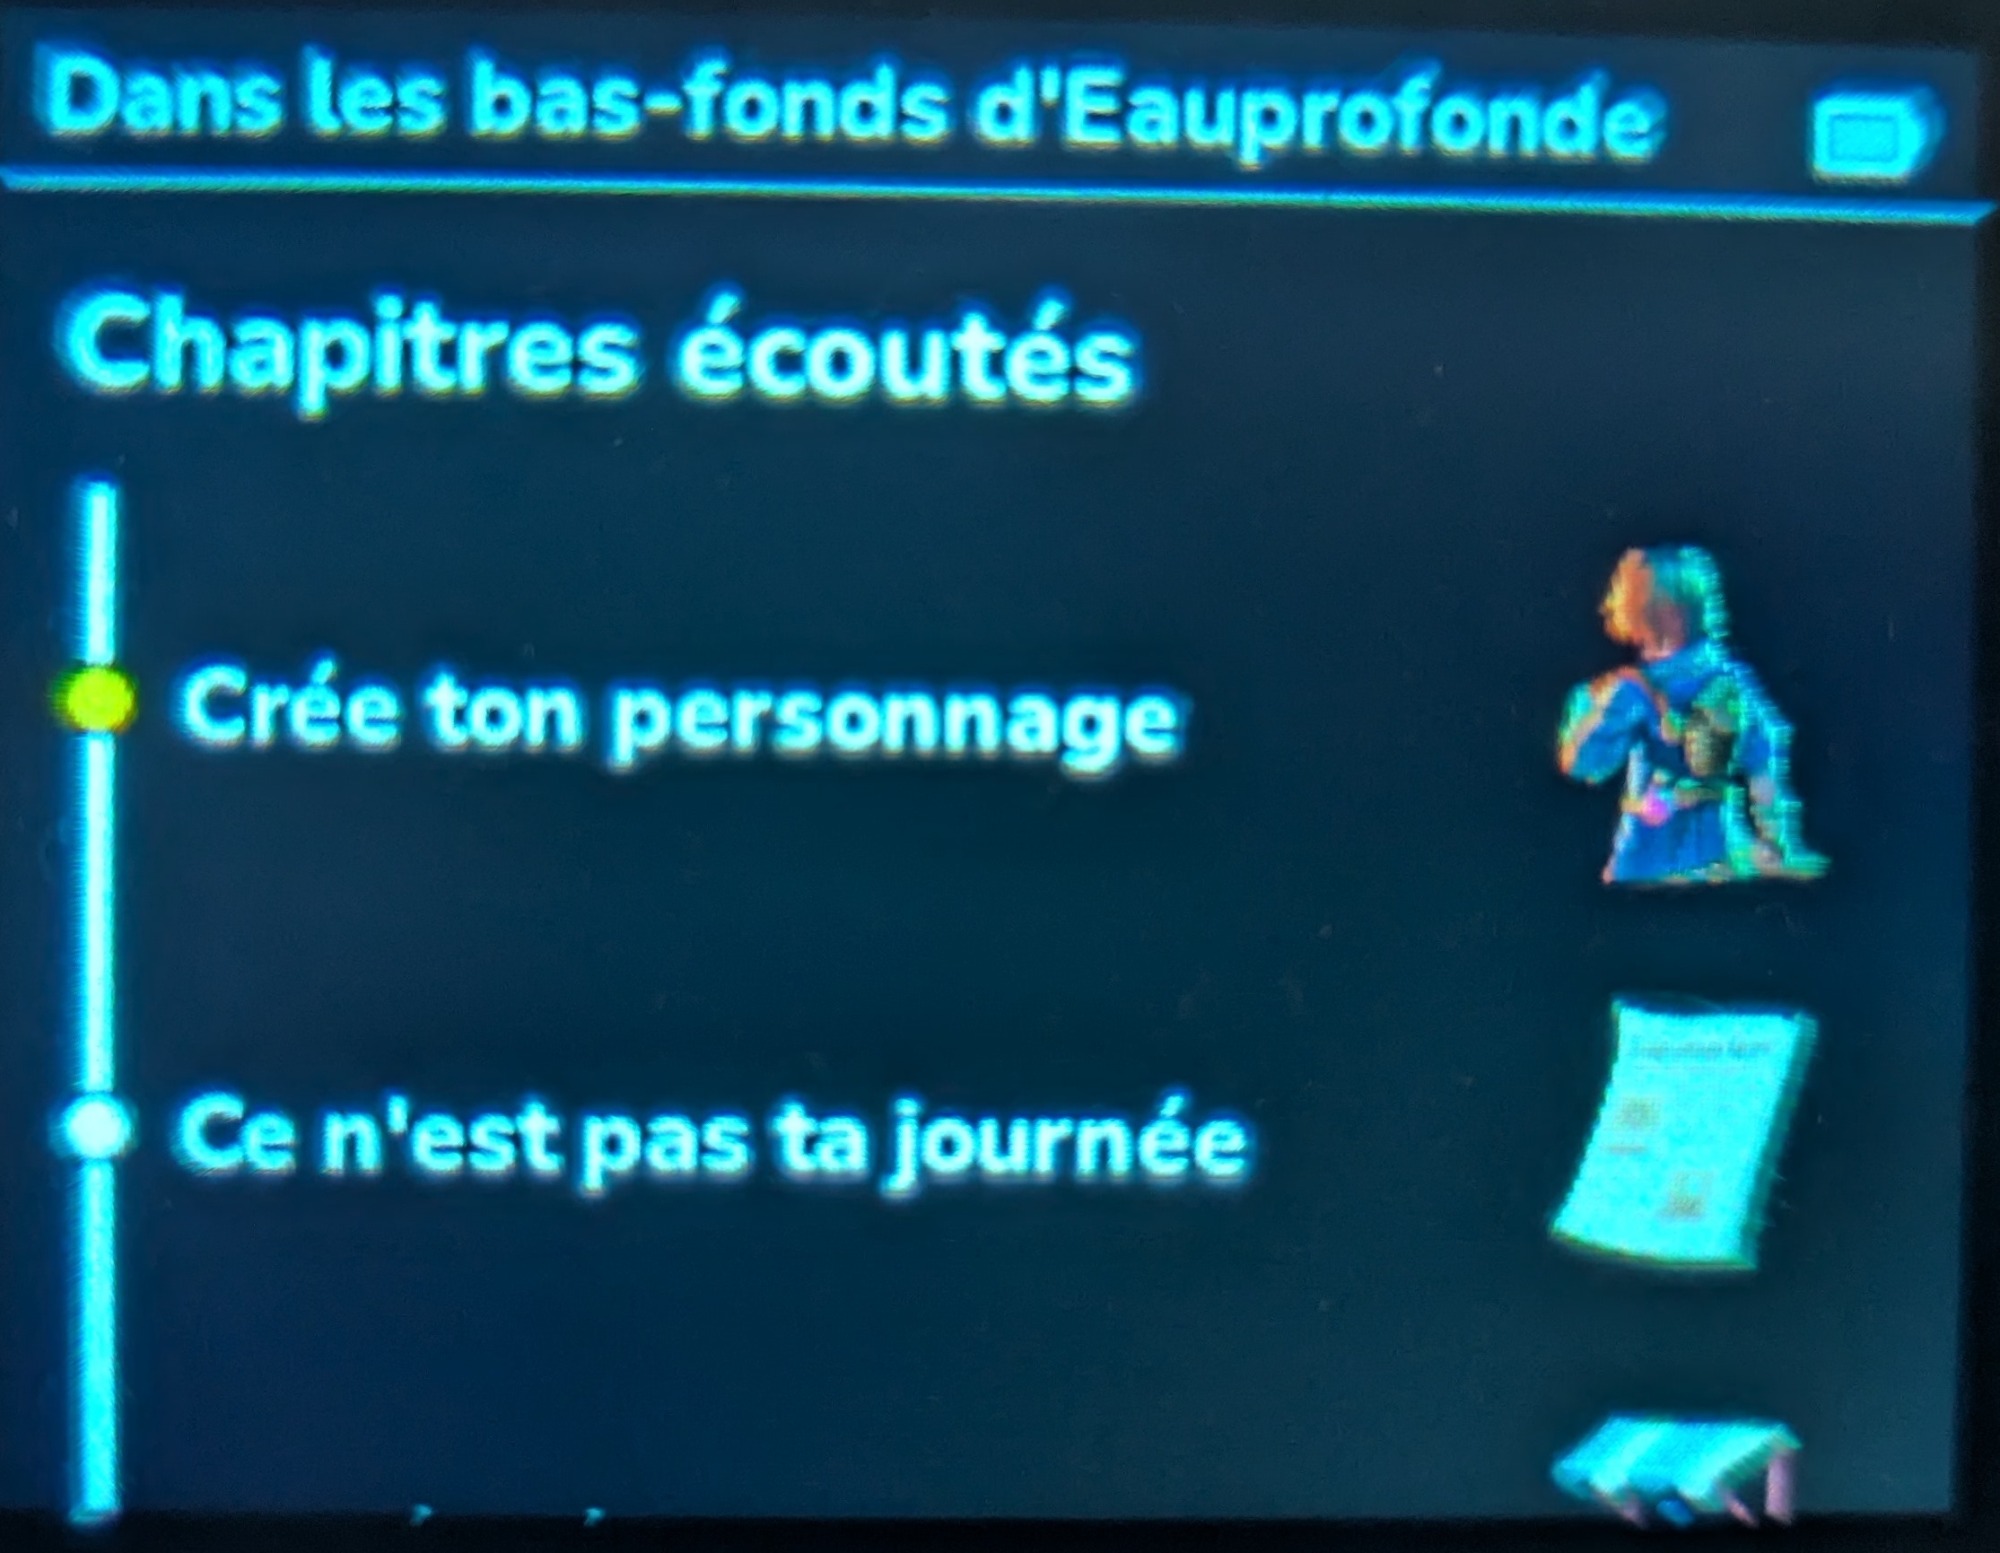 Dans les bas-fonds d'Eauprofonde
Chapitres écoutés
Crée ton personnage
Ce n'est pas ta journée